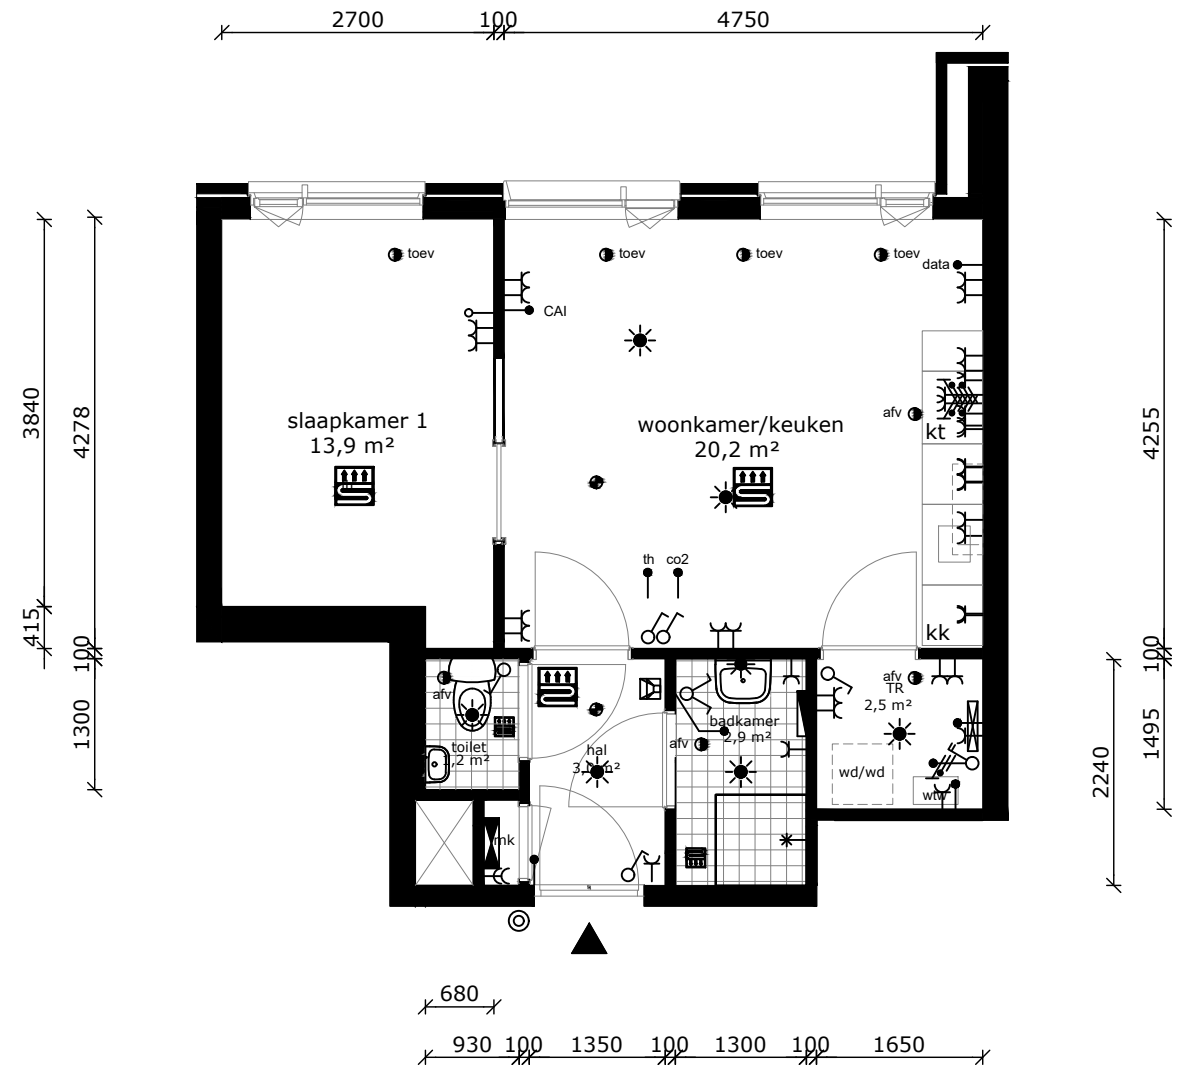 2700 100 4750
toev toev toev toev
data
CAI
slaapkamer 1
13,9 m²
woonkamer/keuken
20,2 m²
afv
kt
th co2
kk
3840
4278
415
100
1300
4255
100
1495
2240
afv
toilet
1,2 m²
hal
badkamer
2,9 m²
afv
afv
TR
2,5 m²
wd/wd
wtw
mk
680
930 100 1350 100 1300 100 1650